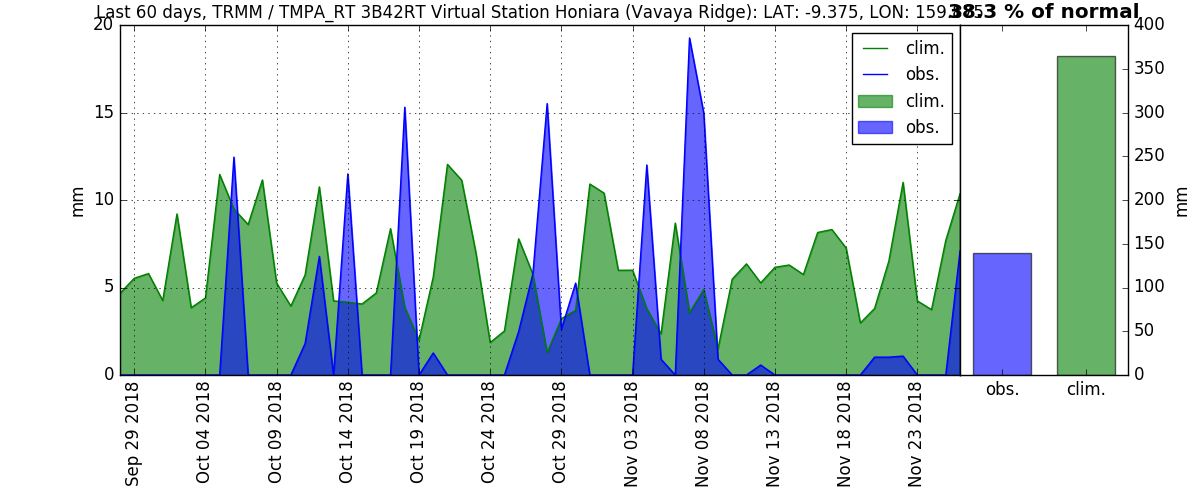 Last 60 days, TRMM / TMPA_RT 3B42RT Virtual Station Honiara (Vavaya Ridge): LAT: -9.375, LON:
38.3 % of normal
20
15
10
5
0
mm
clim.
obs.
clim.
obs.
400
350
300
250
200
150
100
50
0
mm
obs.
clim.
Sep 29 2018
Oct 04 2018
Oct 09 2018
Oct 14 2018
Oct 19 2018
Oct 24 2018
Oct 29 2018
Nov 03 2018
Nov 08 2018
Nov 13 2018
Nov 18 2018
Nov 23 2018